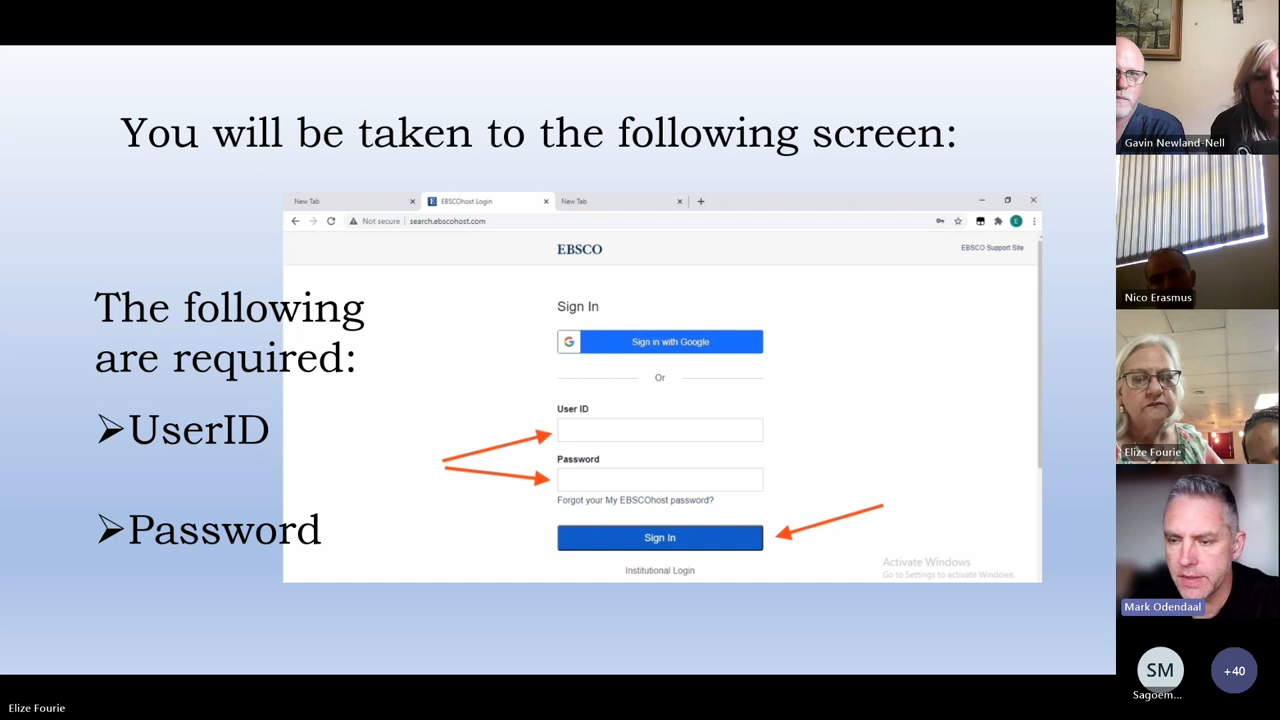 You will be taken to the following screen:
New Tab
EBSCOhost Login
New Tab
Not secure
search.ebscohost.com
E
EBSCO
EBSCO Support Site
The following
are required:
➢UserID
➢Password
Sign In
G
Sign in with Google
Or
User ID
Password
Forgot your My EBSCOhost password?
Sign In
Institutional Login
Activate Windows
Go to Settings to activate Windows.
Gavin Newland-Nell
Nico Erasmus
Elize Fourie
Mark Odendaal
SM
Sagoem...
+40
Elize Fourie